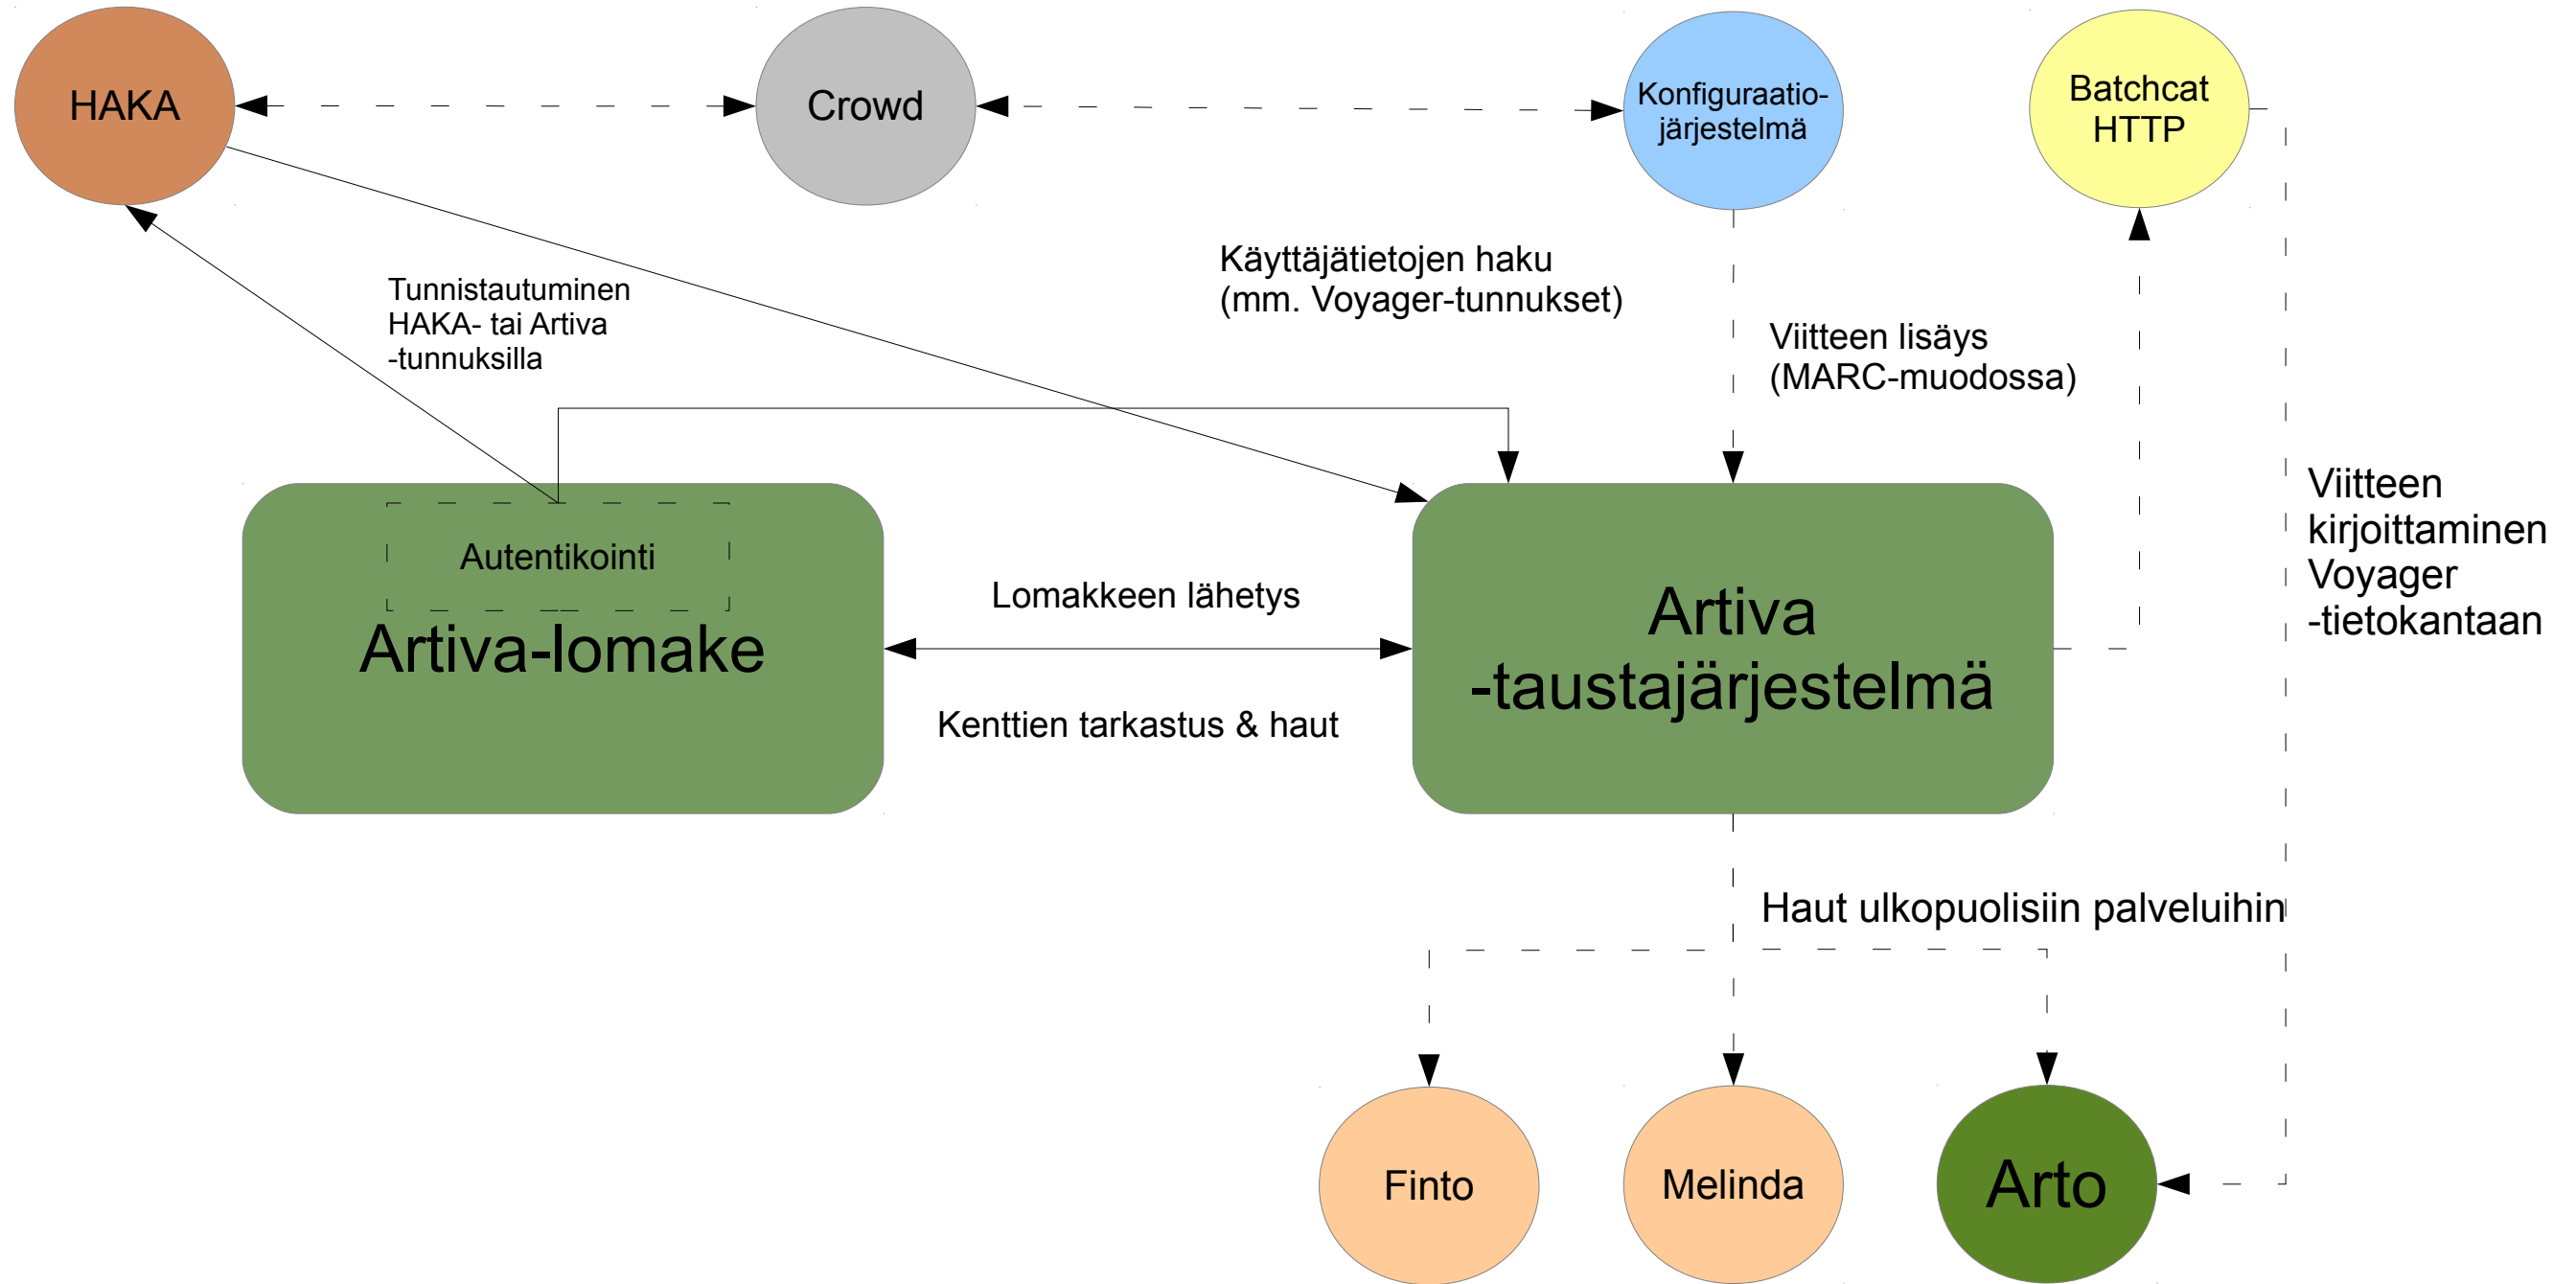 HAKA
Crowd
Konfiguraatio-
järjestelmä
Batchcat
HTTP
Käyttäjätietojen haku
(mm. Voyager-tunnukset)
Tunnistautuminen
HAKA- tai Artiva
-tunnuksilla
Viitteen lisäys
(MARC-muodossa)
Viitteen
kirjoittaminen
Voyager
-tietokantaan
Autentikointi
Artiva-lomake
Lomakkeen lähetys
Kenttien tarkastus & haut
Artiva
-taustajärjestelmä
Haut ulkopuolisiin palveluihin
Finto
Melinda
Arto